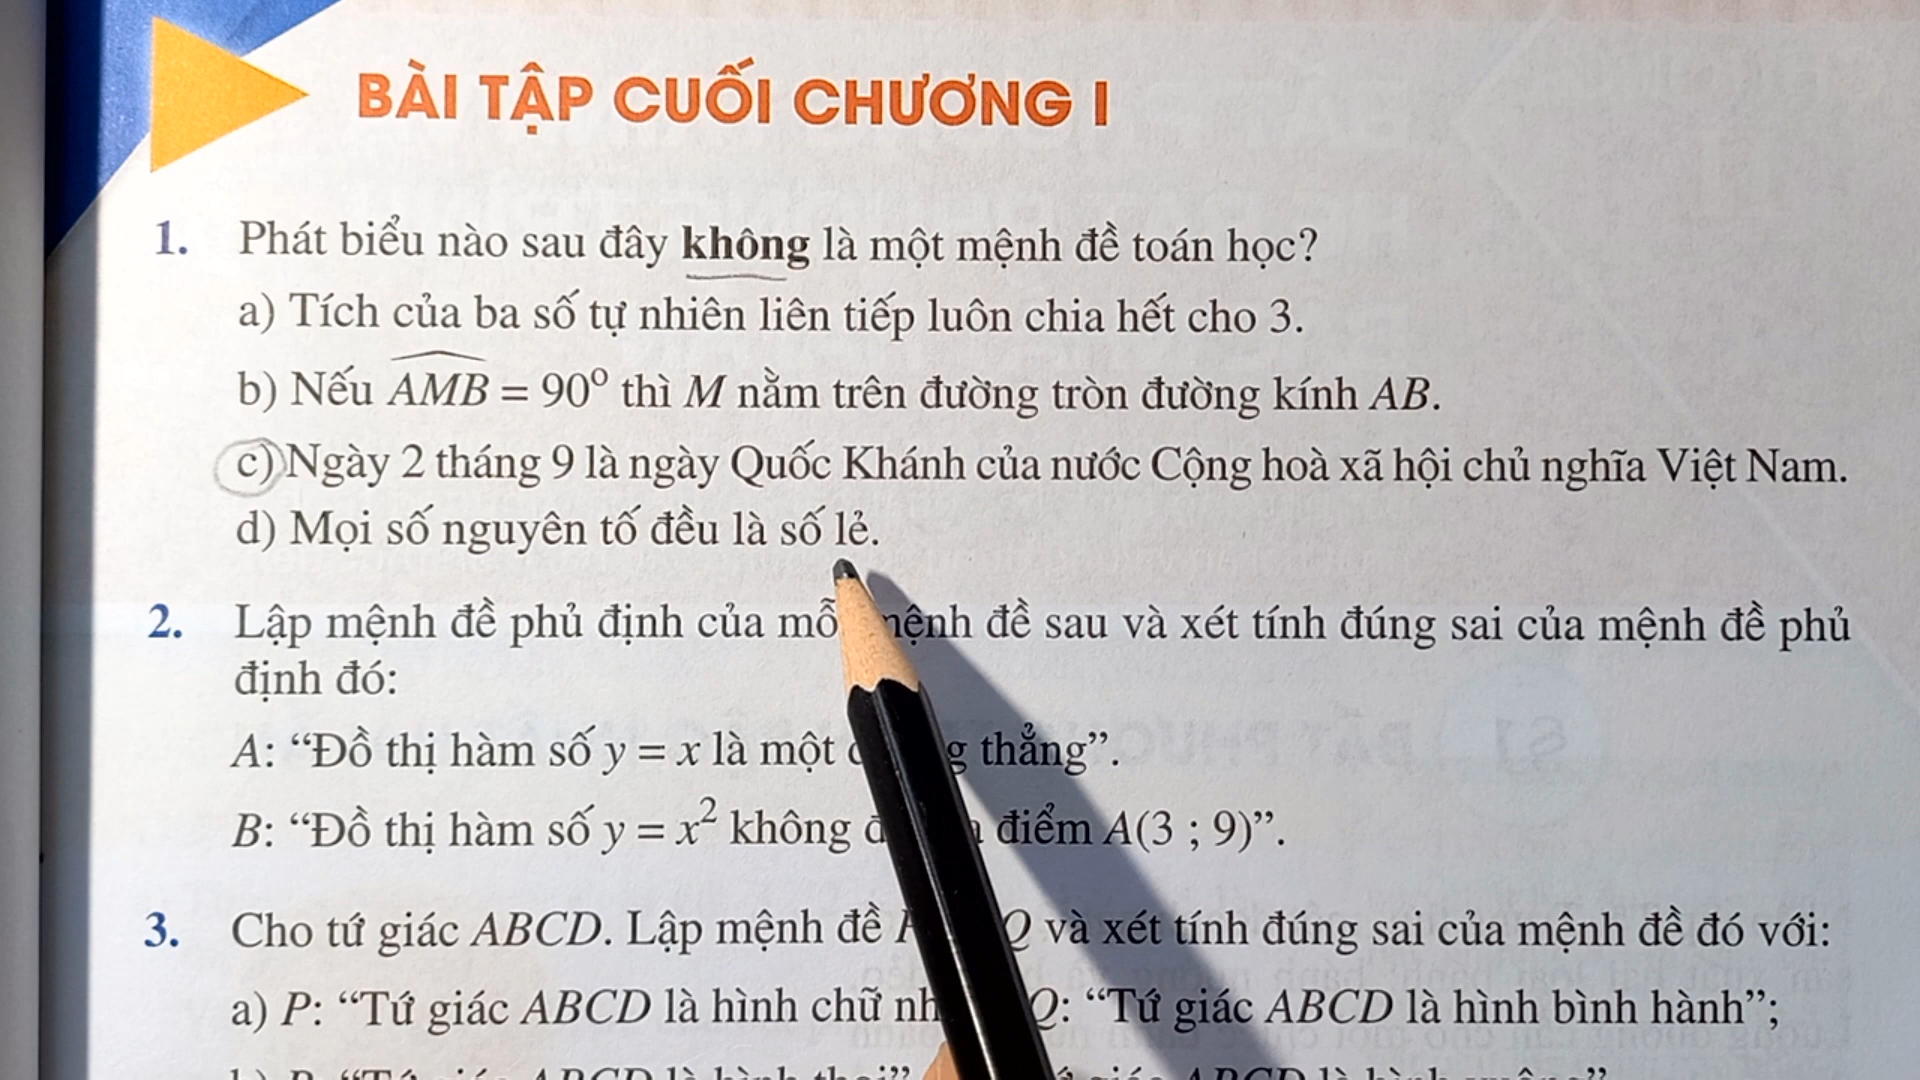 BÀI TẬP CUỐI CHƯƠNG I
1. Phát biểu nào sau đây không là một mệnh đề toán học?
a) Tích của ba số tự nhiên liên tiếp luôn chia hết cho 3.
b) Nếu AMB = 90° thì M nằm trên đường tròn đường kính AB.
c) Ngày 2 tháng 9 là ngày Quốc Khánh của nước Cộng hoà xã hội chủ nghĩa Việt Nam.
d) Mọi số nguyên tố đều là số lẻ.
2. Lập mệnh đề phủ định của mệnh đề sau và xét tính đúng sai của mệnh đề phủ
định đó:
A: “Đồ thị hàm số y = x là một thẳng”.
B: “Đồ thị hàm số y = x² không điểm A(3 ; 9)”.
3. Cho tứ giác ABCD. Lập mệnh đề Q và xét tính đúng sai của mệnh đề đó với:
a) P: “Tứ giác ABCD là hình chữ Q: “Tứ giác ABCD là hình bình hành”;